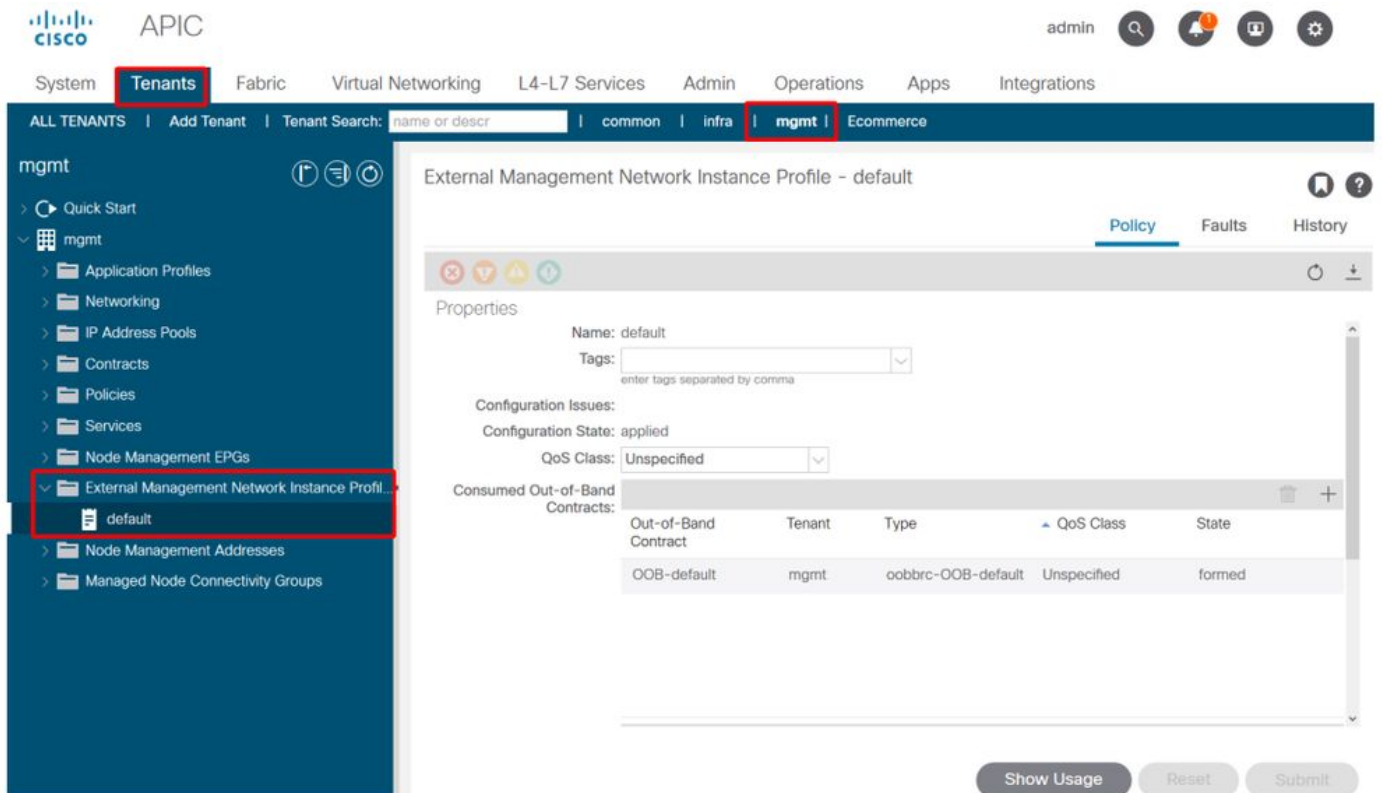 CISCO APIC admin 1
System Tenants Fabric Virtual Networking L4-L7 Services Admin Operations Apps Integrations
ALL TENANTS | Add Tenant | Tenant Search: name or descr | common | infra | mgmt | Ecommerce
mgmt
Quick Start
mgmt
Application Profiles
Networking
IP Address Pools
Contracts
Policies
Services
Node Management EPGs
External Management Network Instance Profil...
default
Node Management Addresses
Managed Node Connectivity Groups
External Management Network Instance Profile - default
Policy Faults History
Properties
Name: default
Tags:
enter tags separated by comma
Configuration Issues:
Configuration State: applied
QoS Class: Unspecified
Consumed Out-of-Band
Contracts:
Out-of-Band Tenant Type QoS Class State
Contract
OOB-default mgmt oobbrc-OOB-default Unspecified formed
Show Usage Reset Submit